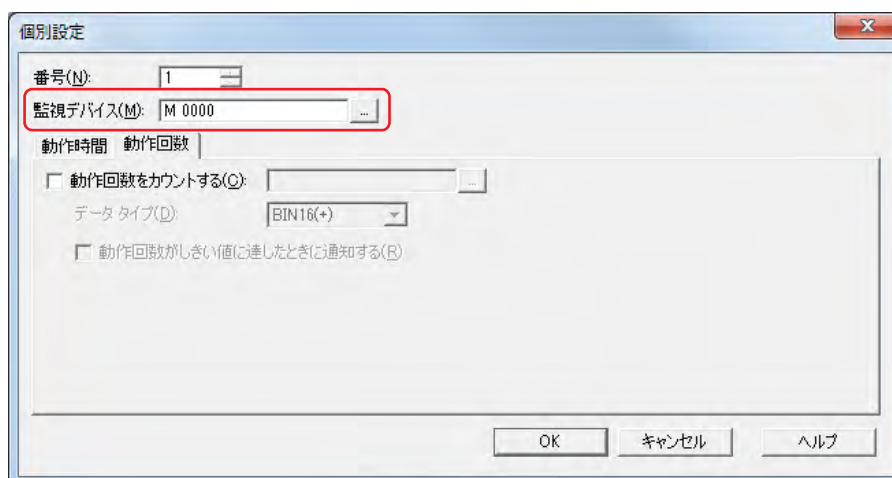 個別設定
番号(N): 1
監視デバイス(M): M 0000 ...
動作時間 動作回数
動作回数をカウントする(C): ...
データ タイプ(D): BIN16(+)
動作回数がしきい値に達したときに通知する(R)
OK キャンセル ヘルプ